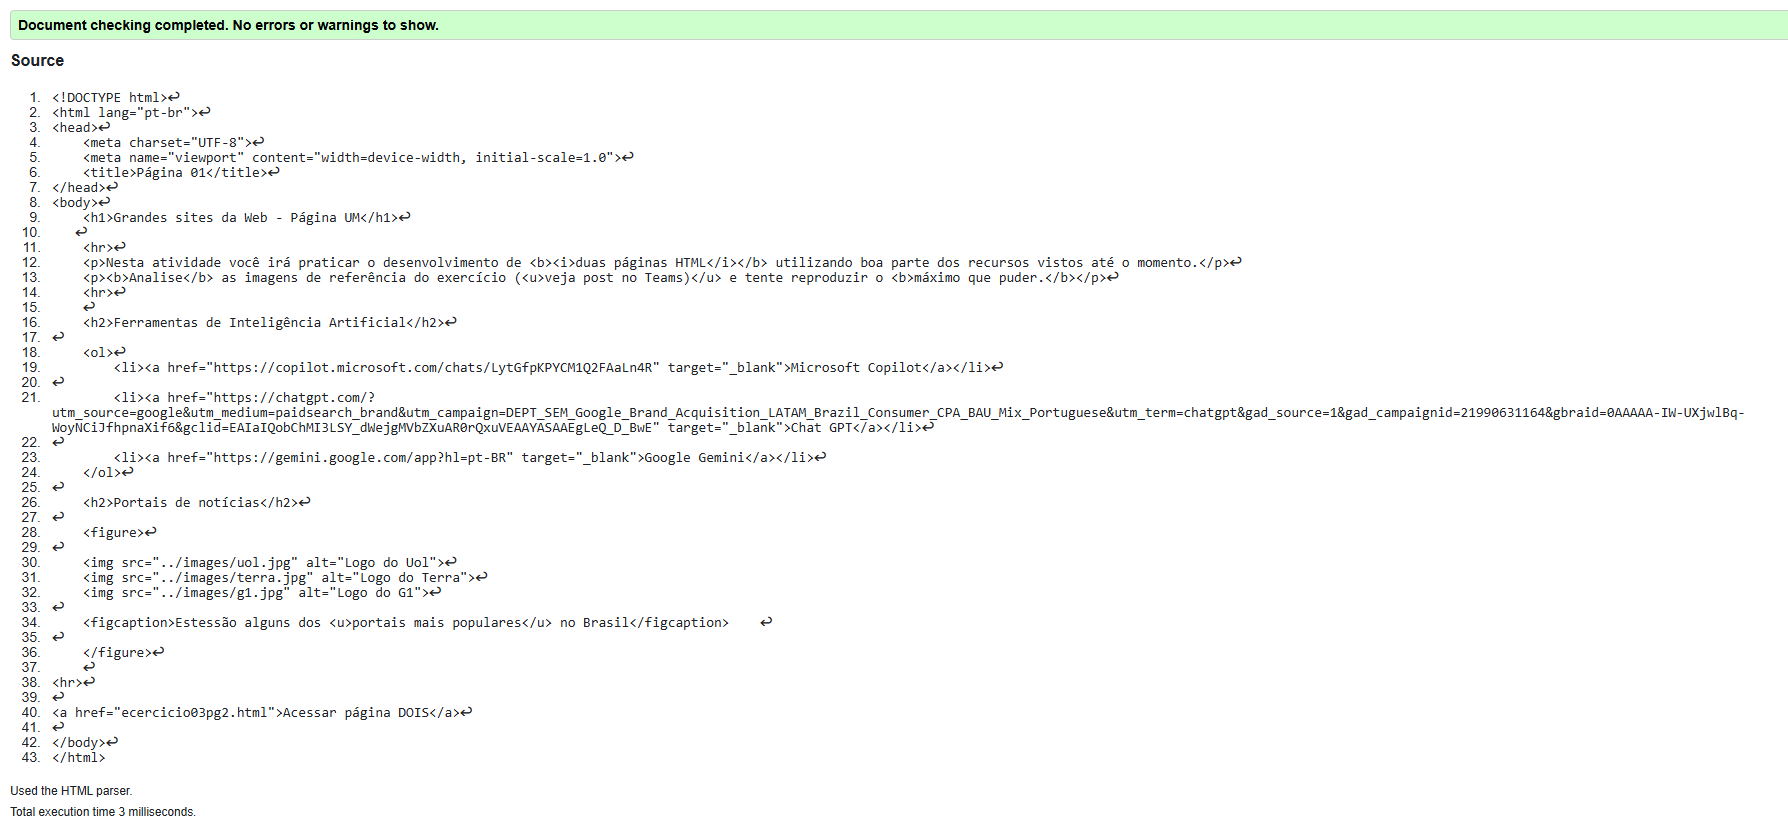 Document checking completed. No errors or warnings to show.
Source
1. <!DOCTYPE html>↩
2. <html lang="pt-br">↩
3. <head>↩
4.     <meta charset="UTF-8">↩
5.     <meta name="viewport" content="width=device-width, initial-scale=1.0">↩
6.     <title>Página 01</title>↩
7. </head>↩
8. <body>↩
9.     <h1>Grandes sites da Web - Página UM</h1>↩
10.    ↩
11.     <hr>↩
12.     <p>Nesta atividade você irá praticar o desenvolvimento de <b><i>duas páginas HTML</i></b> utilizando boa parte dos recursos vistos até o momento.</p>↩
13.     <p><b>Analise</b> as imagens de referência do exercício (<u>veja post no Teams)</u> e tente reproduzir o <b>máximo que puder.</b></p>↩
14.     <hr>↩
15.     ↩
16.     <h2>Ferramentas de Inteligência Artificial</h2>↩
17. ↩
18.     <ol>↩
19.         <li><a href="https://copilot.microsoft.com/chats/LytGfpKPYCM1Q2FAaLn4R" target="_blank">Microsoft Copilot</a></li>↩
20. ↩
21.         <li><a href="https://chatgpt.com/?
utm_source=google&utm_medium=paidsearch_brand&utm_campaign=DEPT_SEM_Google_Brand_Acquisition_LATAM_Brazil_Consumer_CPA_BAU_Mix_Portuguese&utm_term=chatgpt&gad_source=1&gad_campaignid=21990631164&gbraid=0AAAAA-IW-UXjwlBq-
WoyNCiJfhpnaXif6&gclid=EAIaIQobChMI3LSY_dWejgMVbZXuAR0rQxuVEAAYASAAEgLeQ_D_BwE" target="_blank">Chat GPT</a></li>↩
22. ↩
23.         <li><a href="https://gemini.google.com/app?hl=pt-BR" target="_blank">Google Gemini</a></li>↩
24.     </ol>↩
25. ↩
26.     <h2>Portais de notícias</h2>↩
27. ↩
28.     <figure>↩
29. ↩
30.     <img src="../images/uol.jpg" alt="Logo do Uol">↩
31.     <img src="../images/terra.jpg" alt="Logo do Terra">↩
32.     <img src="../images/g1.jpg" alt="Logo do G1">↩
33. ↩
34.     <figcaption>Estessão alguns dos <u>portais mais populares</u> no Brasil</figcaption>    ↩
35. ↩
36.     </figure>↩
37.     ↩
38. <hr>↩
39. ↩
40. <a href="ecercicio03pg2.html">Acessar página DOIS</a>↩
41. ↩
42. </body>↩
43. </html>
Used the HTML parser.
Total execution time 3 milliseconds.